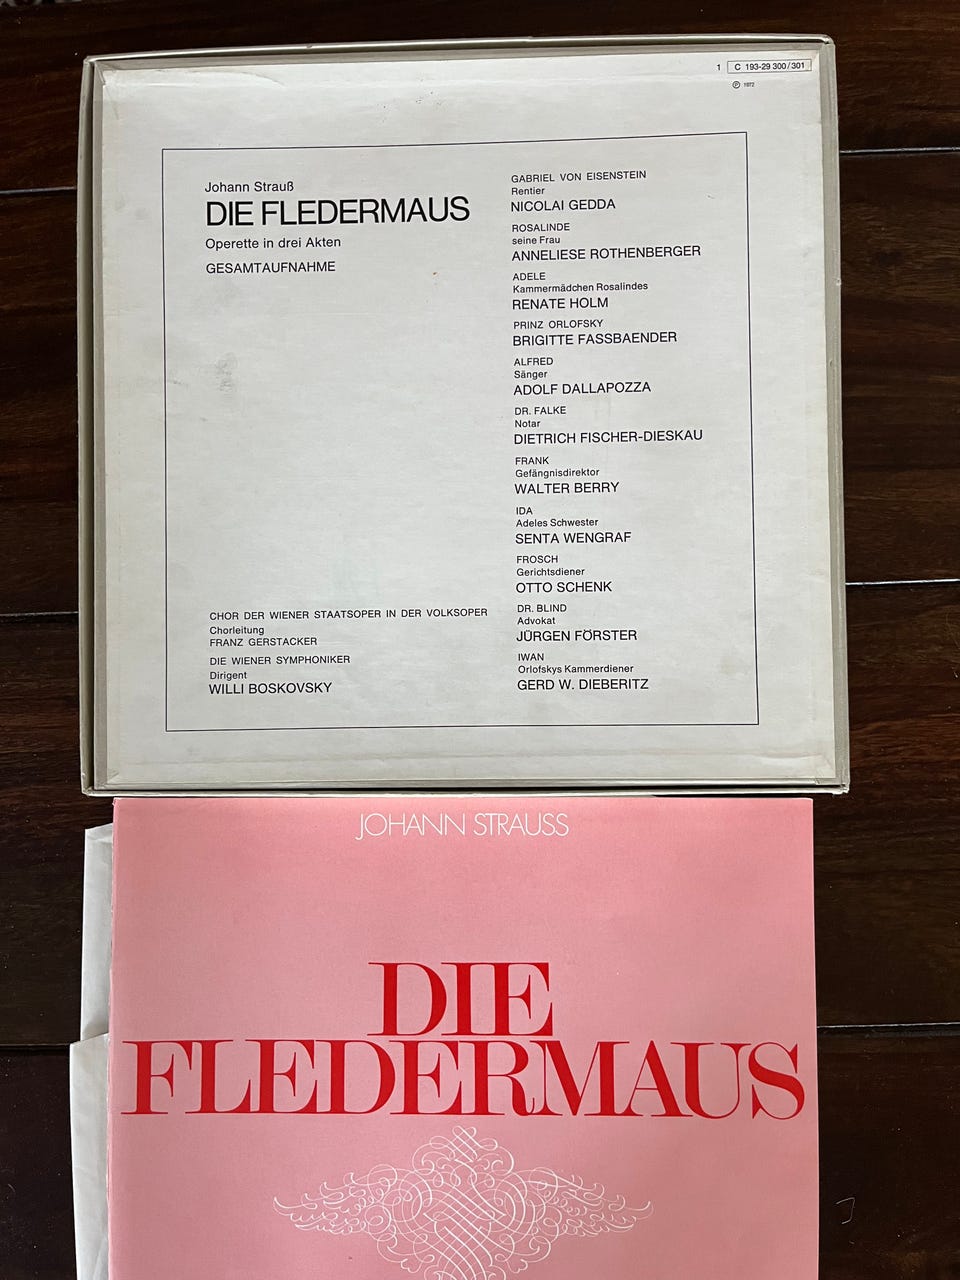 1 C 193-29 300/301
Ⓟ 1972
Johann Strauß
DIE FLEDERMAUS
Operette in drei Akten
GESAMTAUFNAHME
CHOR DER WIENER STAATSOPER IN DER VOLKSOPER
Chorleitung
FRANZ GERSTACKER
DIE WIENER SYMPHONIKER
Dirigent
WILLI BOSKOVSKY
GABRIEL VON EISENSTEIN
Rentier
NICOLAI GEDDA
ROSALINDE
seine Frau
ANNELIESE ROTHENBERGER
ADELE
Kammermädchen Rosalindes
RENATE HOLM
PRINZ ORLOFSKY
BRIGITTE FASSBAENDER
ALFRED
Sänger
ADOLF DALLAPOZZA
DR. FALKE
Notar
DIETRICH FISCHER-DIESKAU
FRANK
Gefängnisdirektor
WALTER BERRY
IDA
Adeles Schwester
SENTA WENGRAF
FROSCH
Gerichtsdiener
OTTO SCHENK
DR. BLIND
Advokat
JÜRGEN FÖRSTER
IWAN
Orlofskys Kammerdiener
GERD W. DIEBERITZ
JOHANN STRAUSS
DIE
FLEDERMAUS